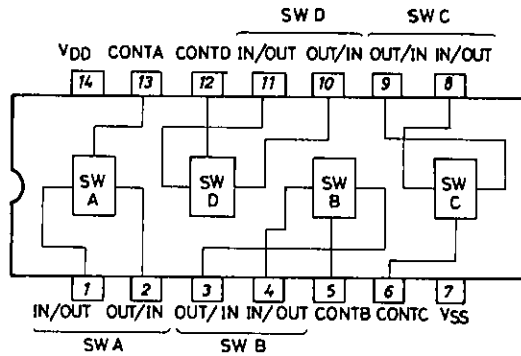 SW D SW C
VDD CONTA CONTD IN/OUT OUT/IN OUT/IN IN/OUT
14 13 12 11 10 9 8
SW A SW D SW B SW C
1 2 3 4 5 6 7
IN/OUT OUT/IN OUT/IN IN/OUT CONTB CONTC VSS
SW A SW B